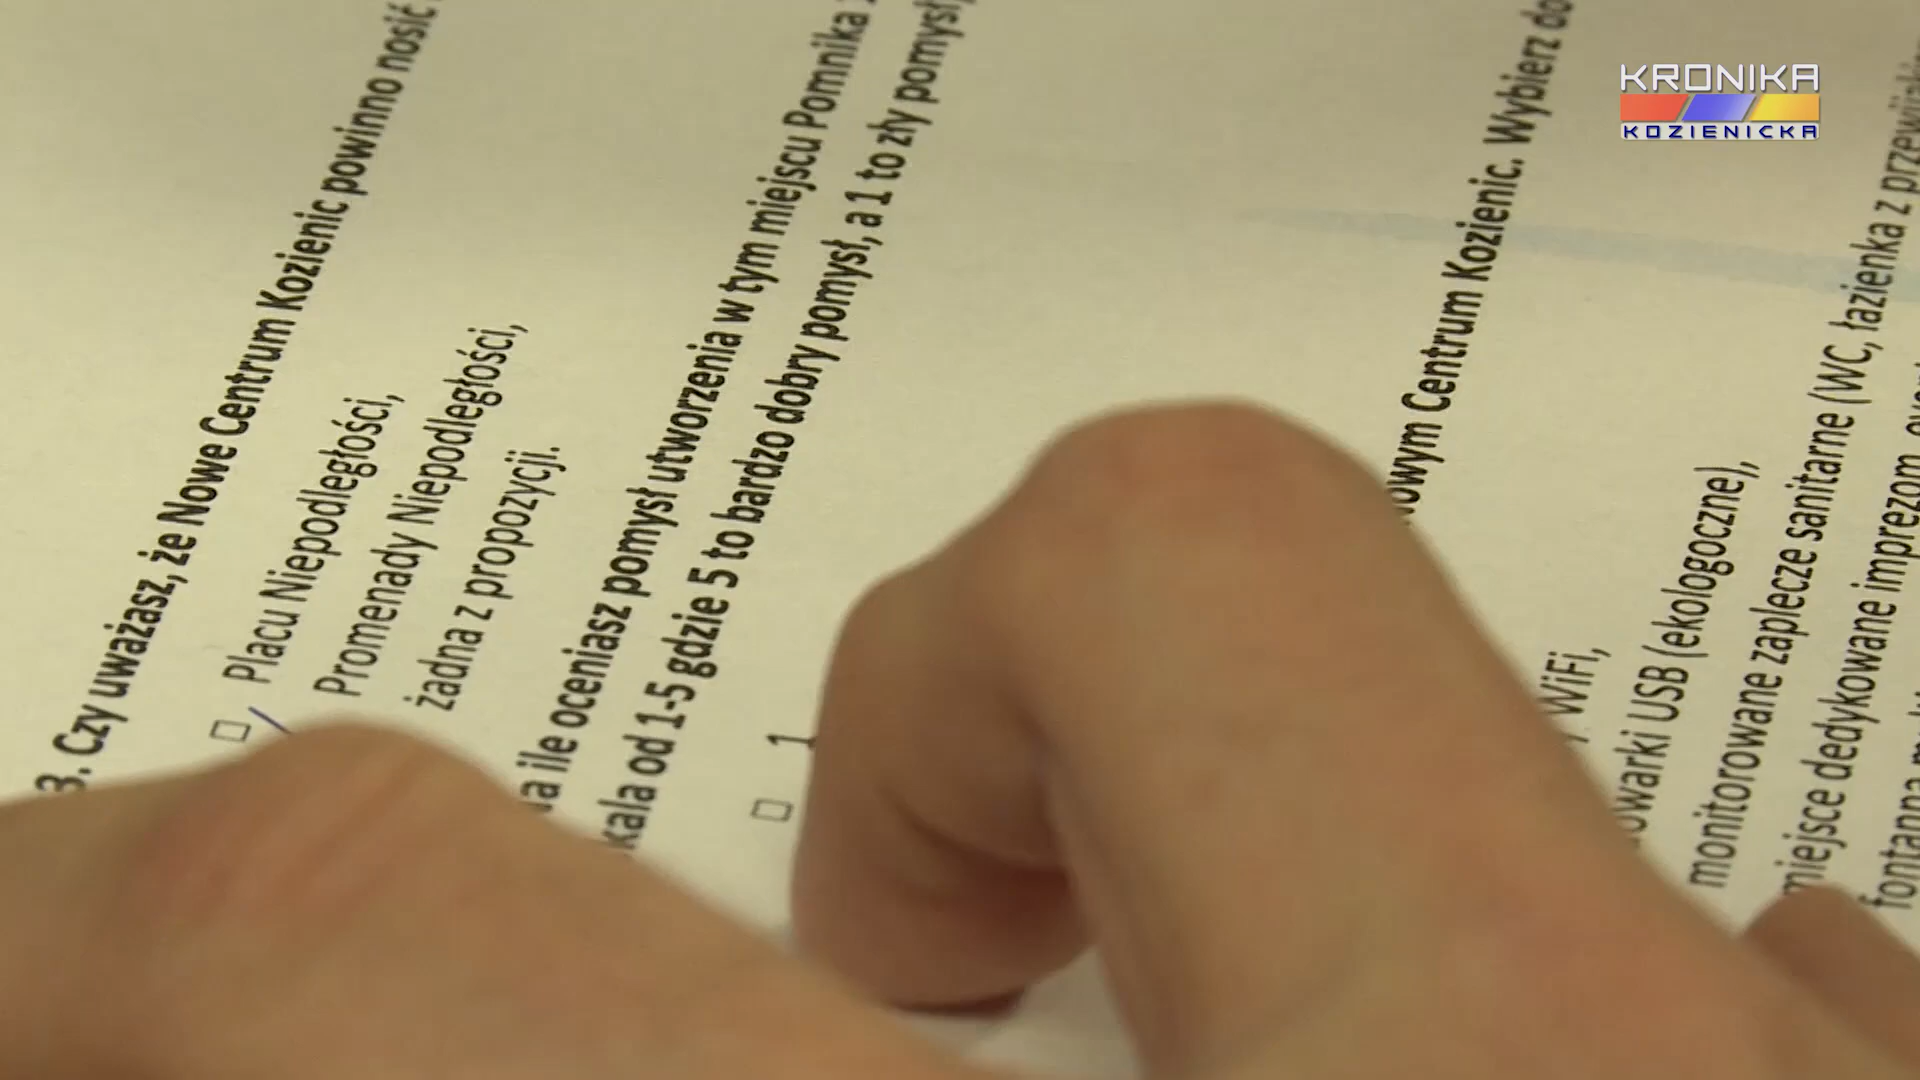 KRONIKA
KOZIENICKA
3. Czy uważasz, że Nowe Centrum Kozienic powinno nosić
Placu Niepodległości,
Promenady Niepodległości,
żadna z propozycji.
ile oceniasz pomysł utworzenia w tym miejscu Pomnika
kala od 1-5 gdzie 5 to bardzo dobry pomysł, a 1 to zły pomysł
1
owym Centrum Kozienic. Wybierz do
WiFi,
owarki USB (ekologoczne),
monitorowane zaplecze sanitarne (WC, łazienka z przewijakiem
miejsce dedykowane imprezom
fontanna